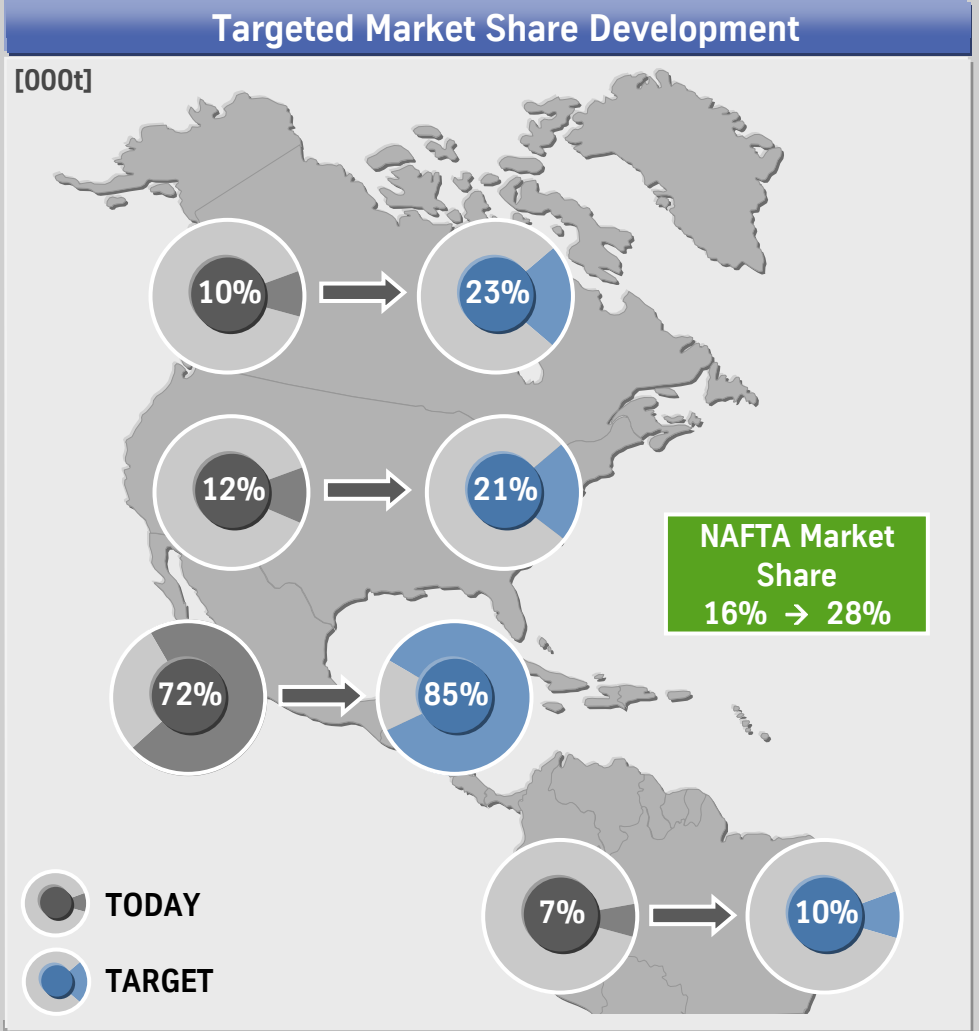 Targeted Market Share Development
[000t]
10%
23%
12%
21%
NAFTA Market
Share
16% → 28%
72%
85%
7%
10%
TODAY
TARGET